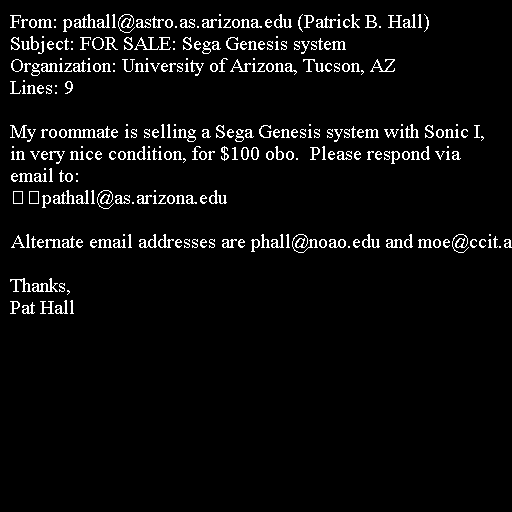 From: pathall@astro.as.arizona.edu (Patrick B. Hall)
Subject: FOR SALE: Sega Genesis system
Organization: University of Arizona, Tucson, AZ
Lines: 9

My roommate is selling a Sega Genesis system with Sonic I,
in very nice condition, for $100 obo.  Please respond via
email to:
pathall@as.arizona.edu

Alternate email addresses are phall@noao.edu and moe@ccit.a

Thanks,
Pat Hall